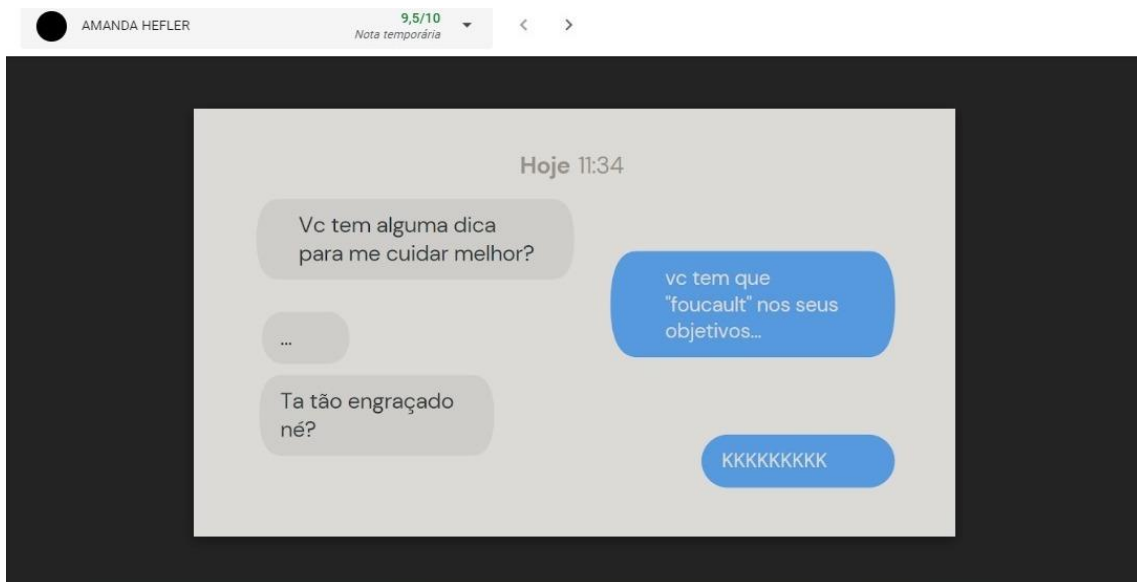 AMANDA HEFLER
9,5/10
Nota temporária
Hoje 11:34
Vc tem alguma dica
para me cuidar melhor?
vc tem que
"foucault" nos seus
objetivos...
...
Ta tão engraçado
né?
KKKKKKKKK